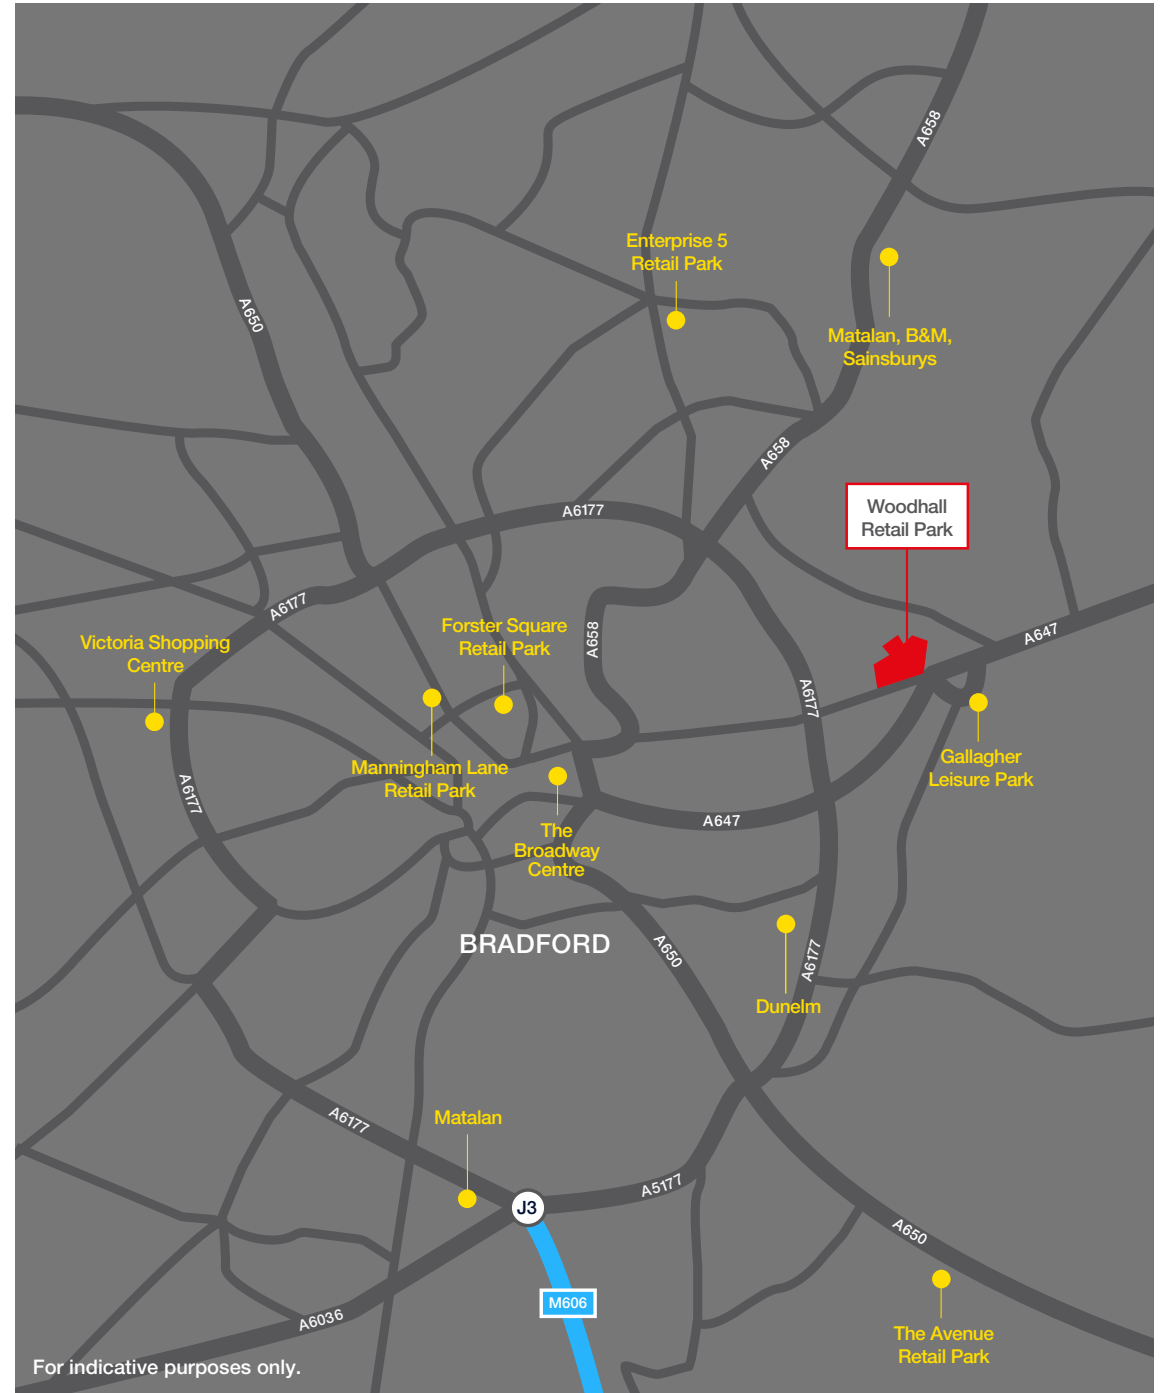 A658
Enterprise 5
Retail Park
A650
Matalan, B&M,
Sainsburys
A658
Woodhall
Retail Park
A6177
A6177
Forster Square
Retail Park
A658
A647
Victoria Shopping
Centre
A6177
Gallagher
Leisure Park
Manningham Lane
Retail Park
A6177
A647
The
Broadway
Centre
BRADFORD
A650
A6177
Dunelm
A6177
Matalan
A5177
J3
A650
M606
A6036
The Avenue
Retail Park
For indicative purposes only.